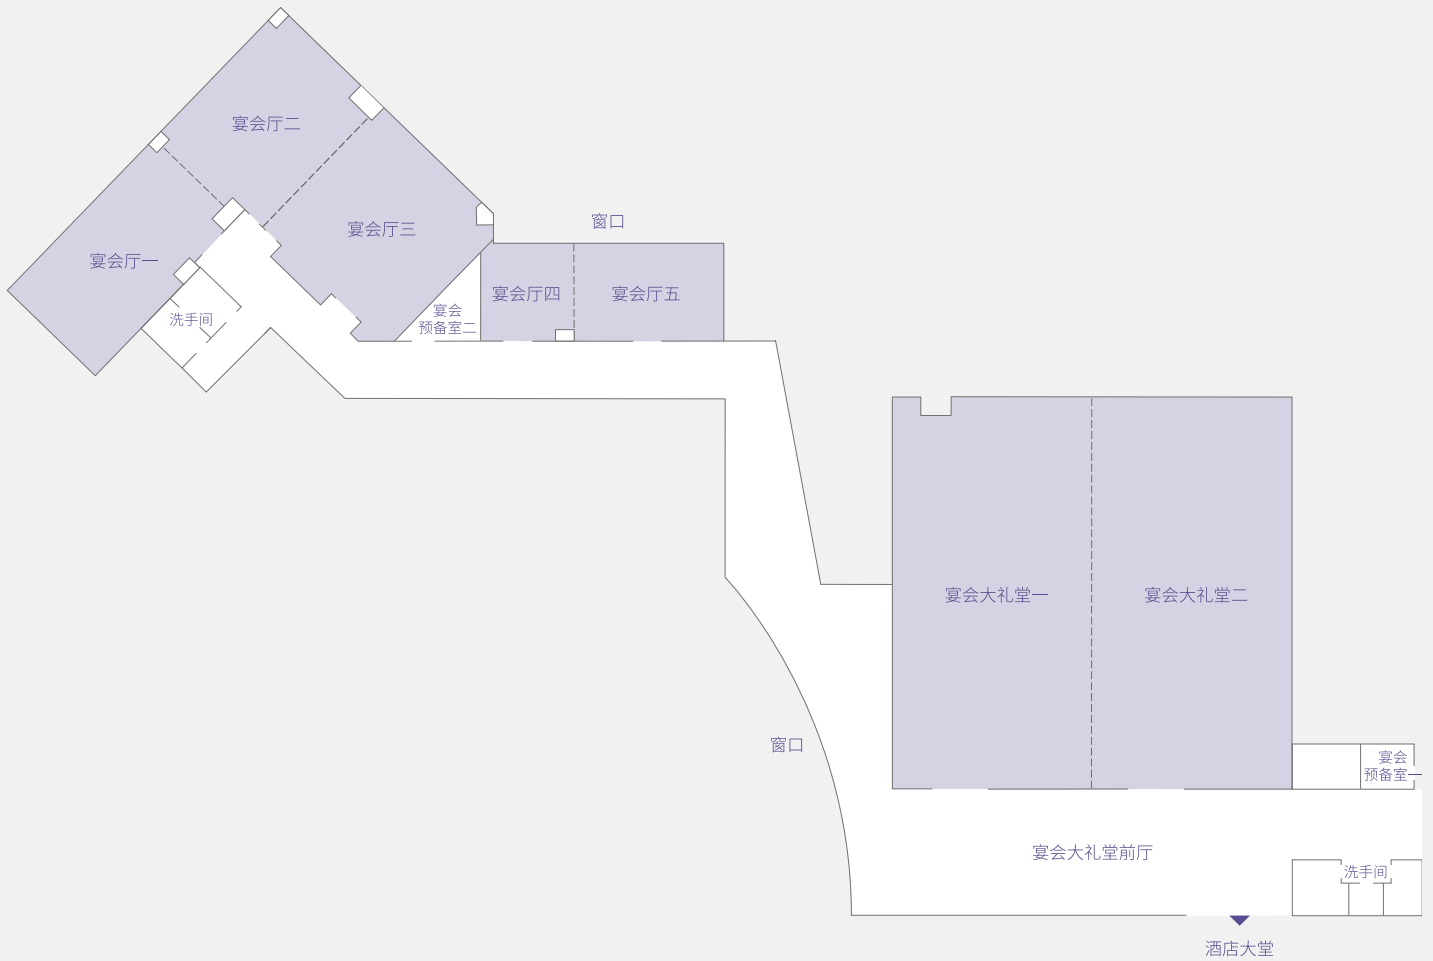 宴会厅二
窗口
宴会厅三
宴会厅一
宴会厅四
宴会厅五
宴会
预备室二
洗手间
宴会大礼堂一
宴会大礼堂二
窗口
宴会
预备室一
宴会大礼堂前厅
洗手间
酒店大堂